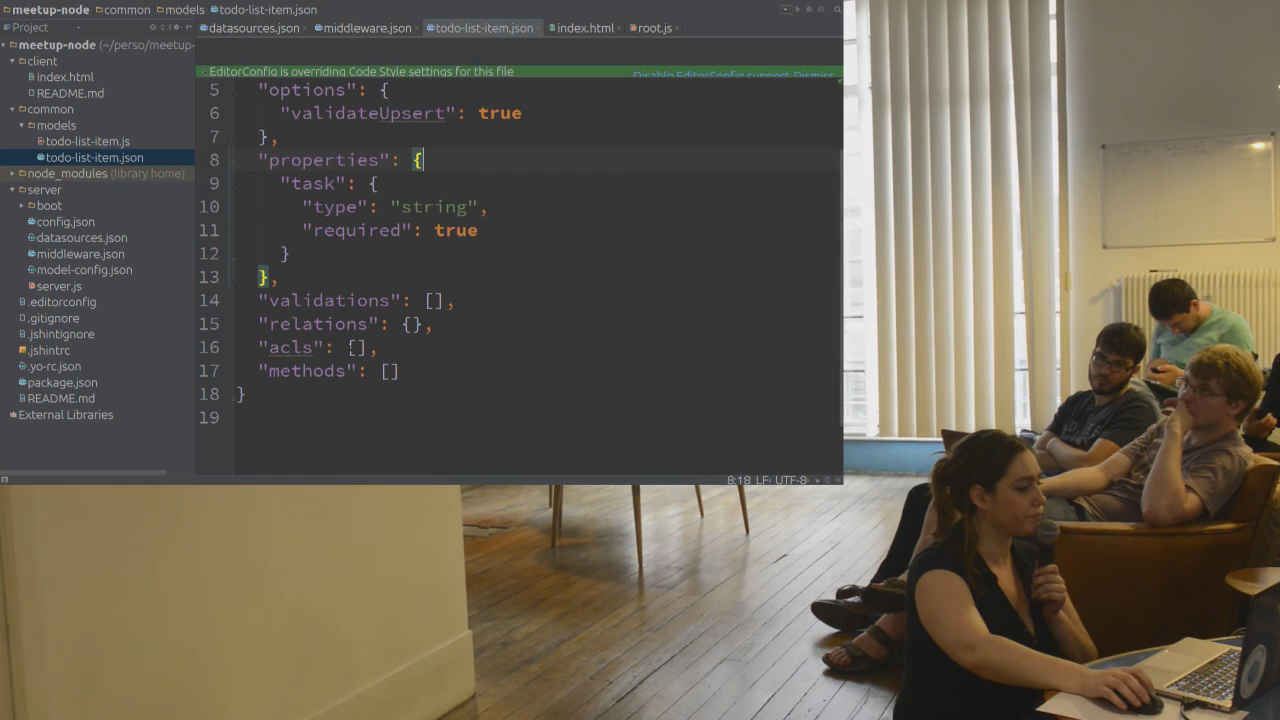 meetup-node common models todo-list-item.json
Project
datasources.json middleware.json todo-list-item.json index.html root.js
meetup-node (~/perso/meetup-
client
index.html
README.md
common
models
todo-list-item.js
todo-list-item.json
node_modules (library home)
server
boot
config.json
datasources.json
middleware.json
model-config.json
server.js
.editorconfig
.gitignore
.jshintignore
.jshintrc
.yo-rc.json
package.json
README.md
External Libraries
EditorConfig is overriding Code Style settings for this file Disable EditorConfig support Dismiss
5 "options": {
6 "validateUpsert": true
7 },
8 "properties": {
9 "task": {
10 "type": "string",
11 "required": true
12 }
13 },
14 "validations": [],
15 "relations": {},
16 "acls": [],
17 "methods": []
18 }
19
8:18 LF UTF-8